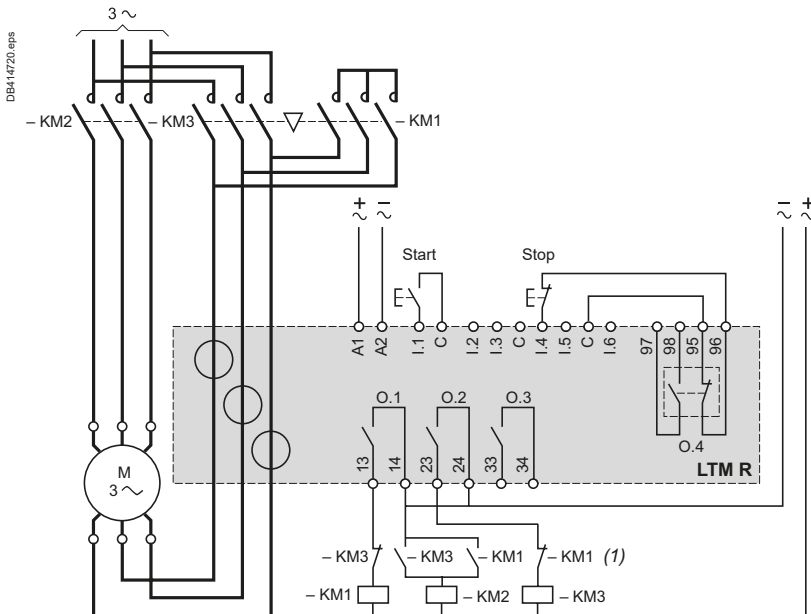 DB414720.eps
3 ~
– KM2
– KM3
– KM1
+ ~
– ~
– ~
+ ~
Start
Stop
A1
A2
I.1
C
I.2
I.3
C
I.4
I.5
C
I.6
97
98
95
96
O.1
O.2
O.3
O.4
13
14
23
24
33
34
LTM R
M
3 ~
– KM3
– KM3
– KM1
– KM1 (1)
– KM1
– KM2
– KM3